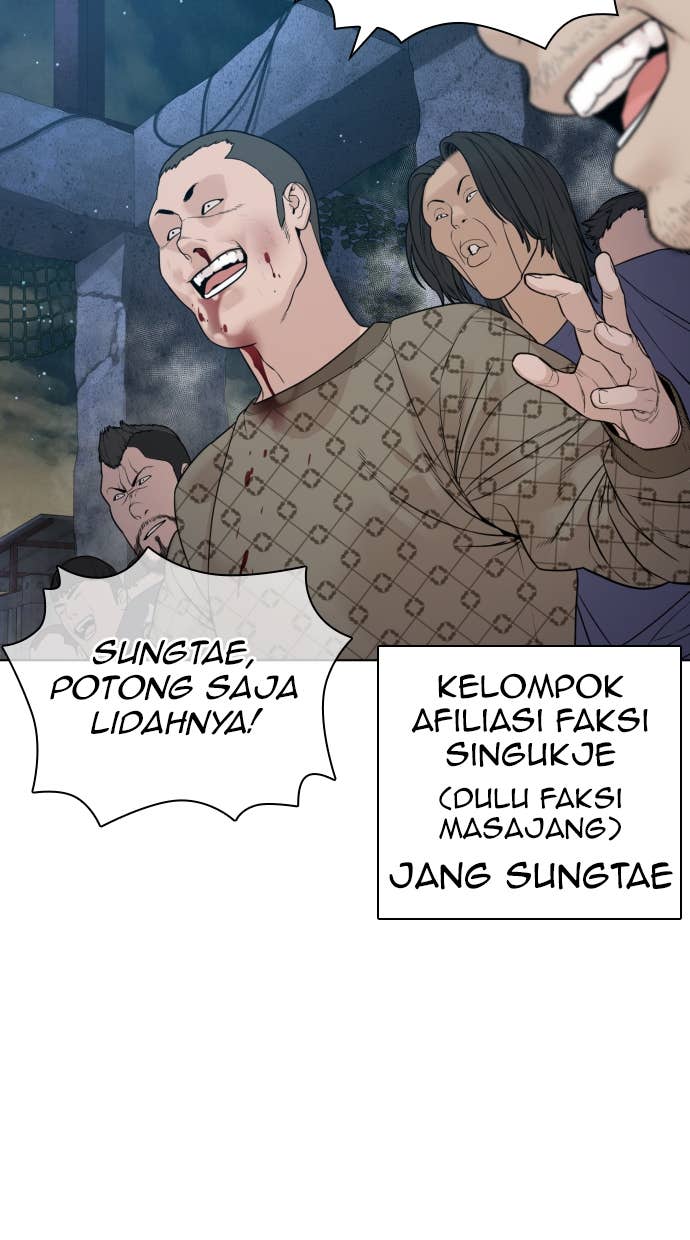 SUNGTAE,
POTONG SAJA
LIDAHNYA!
KELOMPOK
AFILIASI FAKSI
SINGUKJE
(DULU FAKSI
MASAJANG)
JANG SUNGTAE